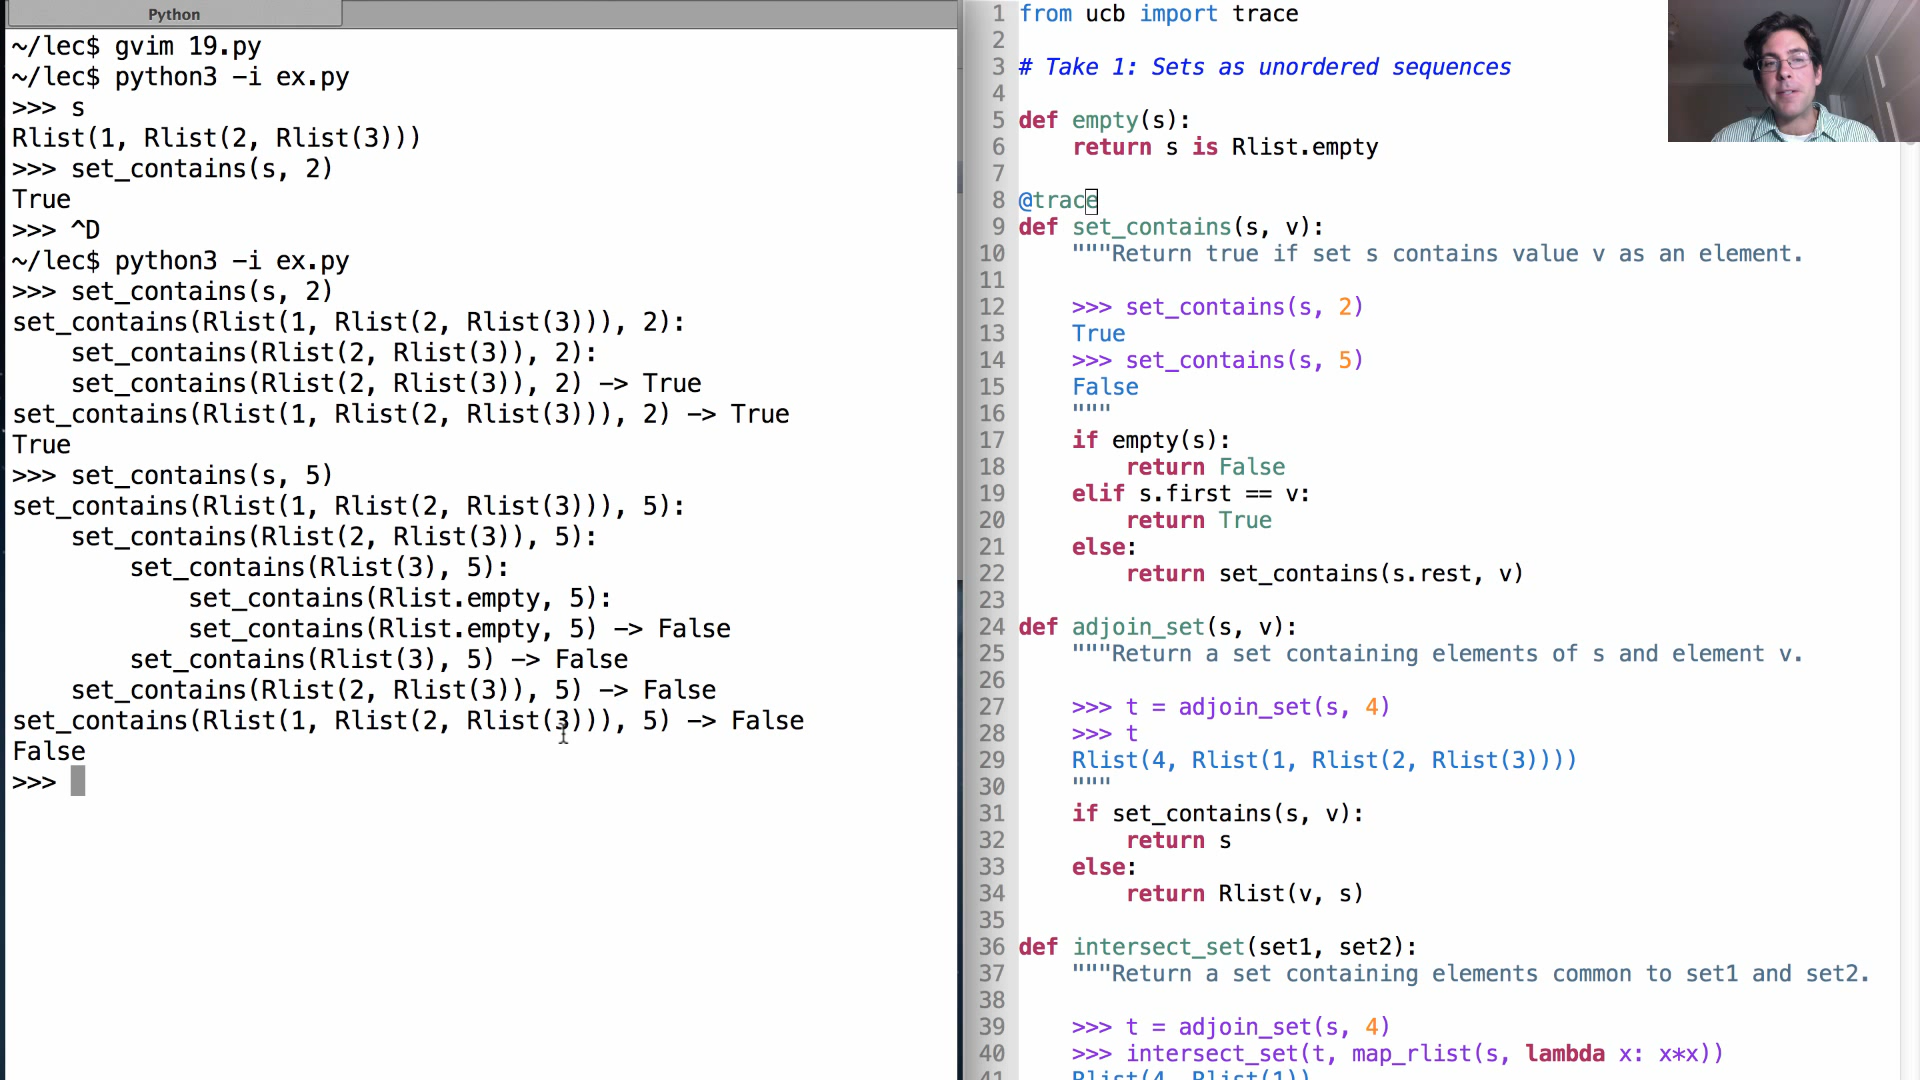 Python
~/lec$ gvim 19.py
~/lec$ python3 -i ex.py
>>> s
Rlist(1, Rlist(2, Rlist(3)))
>>> set_contains(s, 2)
True
>>> ^D
~/lec$ python3 -i ex.py
>>> set_contains(s, 2)
set_contains(Rlist(1, Rlist(2, Rlist(3))), 2):
    set_contains(Rlist(2, Rlist(3)), 2):
    set_contains(Rlist(2, Rlist(3)), 2) -> True
set_contains(Rlist(1, Rlist(2, Rlist(3))), 2) -> True
True
>>> set_contains(s, 5)
set_contains(Rlist(1, Rlist(2, Rlist(3))), 5):
    set_contains(Rlist(2, Rlist(3)), 5):
        set_contains(Rlist(3), 5):
            set_contains(Rlist.empty, 5):
            set_contains(Rlist.empty, 5) -> False
        set_contains(Rlist(3), 5) -> False
    set_contains(Rlist(2, Rlist(3)), 5) -> False
set_contains(Rlist(1, Rlist(2, Rlist(3))), 5) -> False
False
>>>
1 from ucb import trace
2
3 # Take 1: Sets as unordered sequences
4
5 def empty(s):
6     return s is Rlist.empty
7
8 @trace
9 def set_contains(s, v):
10     """Return true if set s contains value v as an element.
11
12     >>> set_contains(s, 2)
13     True
14     >>> set_contains(s, 5)
15     False
16     """
17     if empty(s):
18         return False
19     elif s.first == v:
20         return True
21     else:
22         return set_contains(s.rest, v)
23
24 def adjoin_set(s, v):
25     """Return a set containing elements of s and element v.
26
27     >>> t = adjoin_set(s, 4)
28     >>> t
29     Rlist(4, Rlist(1, Rlist(2, Rlist(3))))
30     """
31     if set_contains(s, v):
32         return s
33     else:
34         return Rlist(v, s)
35
36 def intersect_set(set1, set2):
37     """Return a set containing elements common to set1 and set2.
38
39     >>> t = adjoin_set(s, 4)
40     >>> intersect_set(t, map_rlist(s, lambda x: x*x))
41     Rlist(4, Rlist(1))